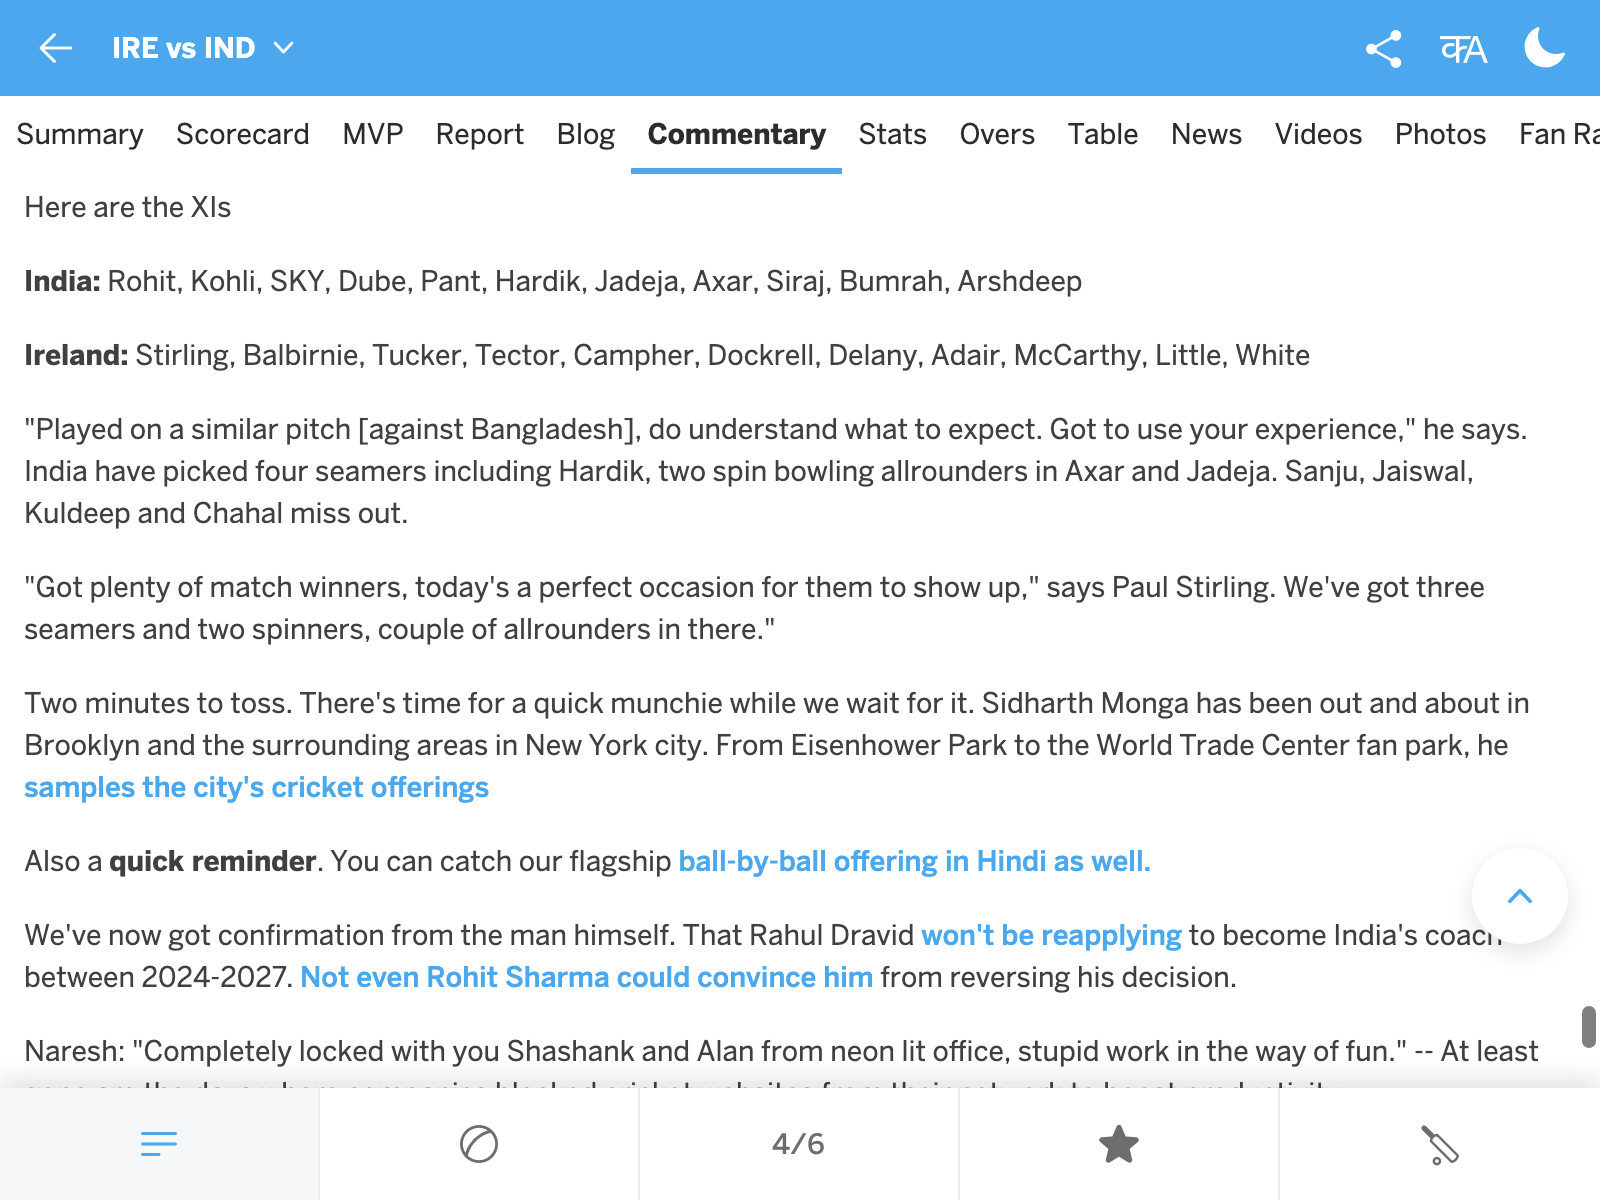 IRE vs IND
क A
Summary Scorecard MVP Report Blog Commentary Stats Overs Table News Videos Photos Fan Ra
Here are the XIs
India: Rohit, Kohli, SKY, Dube, Pant, Hardik, Jadeja, Axar, Siraj, Bumrah, Arshdeep
Ireland: Stirling, Balbirnie, Tucker, Tector, Campher, Dockrell, Delany, Adair, McCarthy, Little, White
"Played on a similar pitch [against Bangladesh], do understand what to expect. Got to use your experience," he says.
India have picked four seamers including Hardik, two spin bowling allrounders in Axar and Jadeja. Sanju, Jaiswal,
Kuldeep and Chahal miss out.
"Got plenty of match winners, today's a perfect occasion for them to show up," says Paul Stirling. We've got three
seamers and two spinners, couple of allrounders in there."
Two minutes to toss. There's time for a quick munchie while we wait for it. Sidharth Monga has been out and about in
Brooklyn and the surrounding areas in New York city. From Eisenhower Park to the World Trade Center fan park, he
samples the city's cricket offerings
Also a quick reminder. You can catch our flagship ball-by-ball offering in Hindi as well.
We've now got confirmation from the man himself. That Rahul Dravid won't be reapplying to become India's coach
between 2024-2027. Not even Rohit Sharma could convince him from reversing his decision.
Naresh: "Completely locked with you Shashank and Alan from neon lit office, stupid work in the way of fun." -- At least
4/6